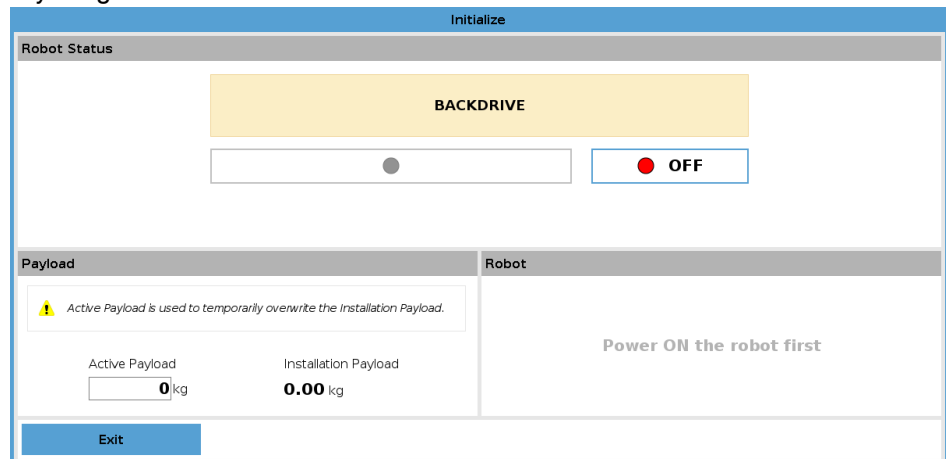 Initialize
Robot Status
BACKDRIVE
OFF
Payload
Active Payload is used to temporarily overwrite the Installation Payload.
Active Payload Installation Payload
0 kg 0.00 kg
Robot
Power ON the robot first
Exit